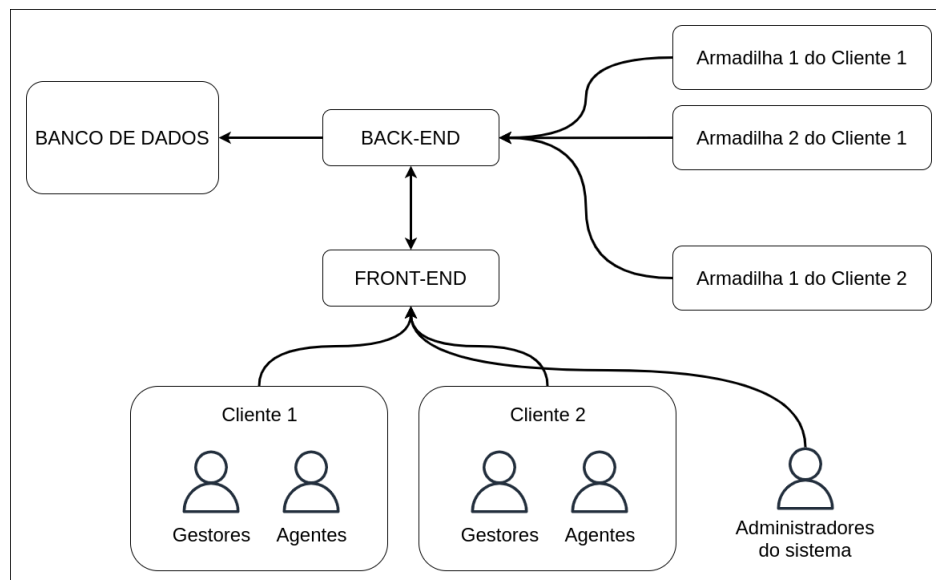 Armadilha 1 do Cliente 1
BANCO DE DADOS
BACK-END
Armadilha 2 do Cliente 1
FRONT-END
Armadilha 1 do Cliente 2
Cliente 1
Cliente 2
Gestores
Agentes
Gestores
Agentes
Administradores
do sistema